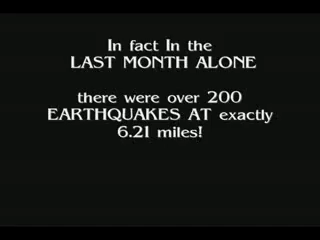 In fact In the
LAST MONTH ALONE
there were over 200
EARTHQUAKES AT exactly
6.21 miles!